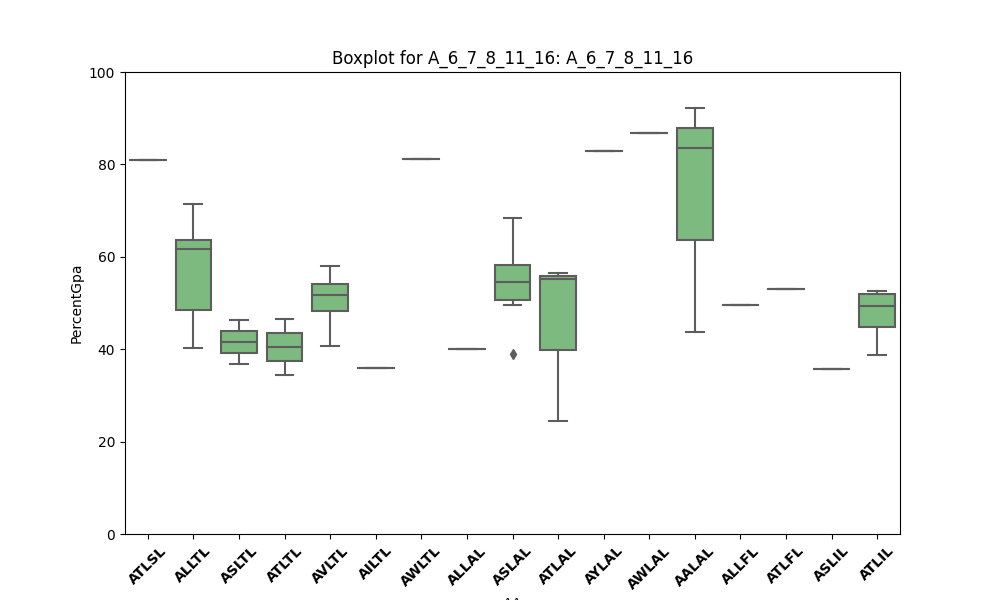 Boxplot for A_6_7_8_11_16: A_6_7_8_11_16
100
80
60
40
20
0
PercentGpa
ATLSL
ALLTL
ASLTL
ATLTL
AVLTL
AILTL
AWLTL
ALLAL
ASLAL
ATLAL
AYLAL
AWLAL
AALAL
ALLFL
ATLFL
ASLIL
ATLIL